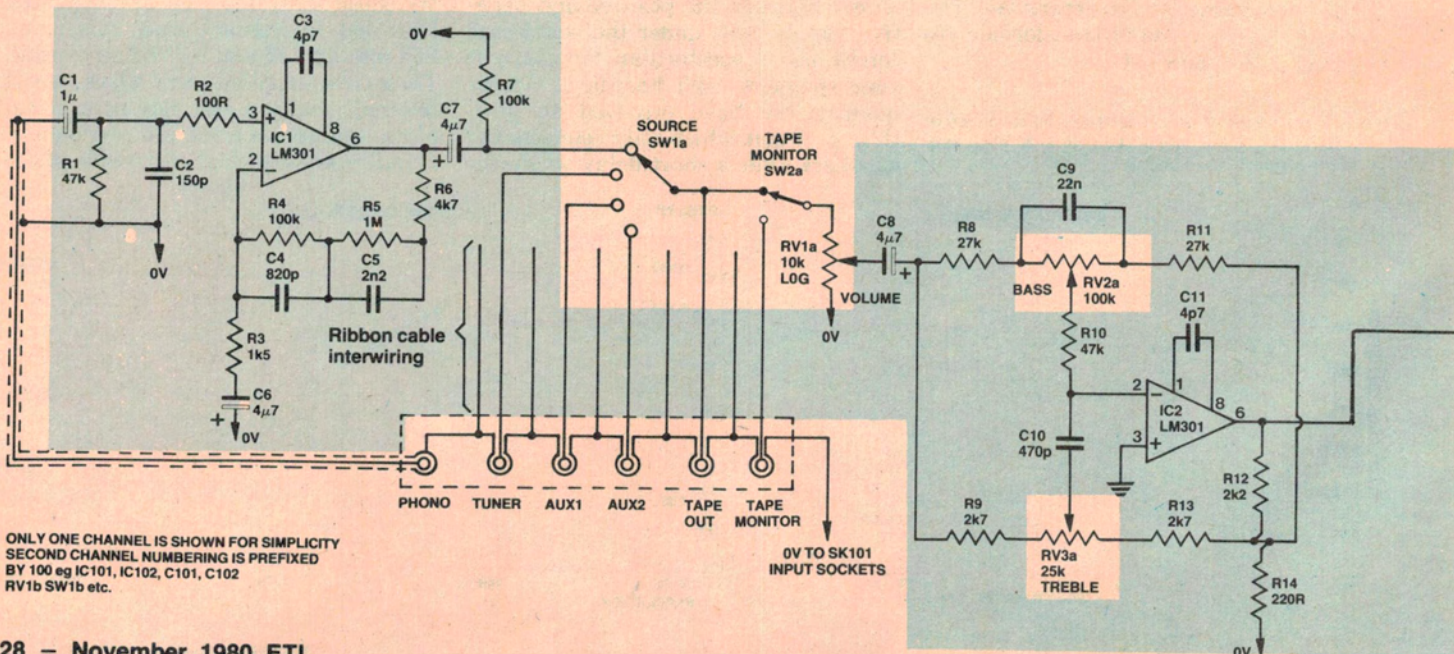 C1
1μ
R1
47k
C2
150p
0V
R2
100R
C3
4p7
3
+
1
IC1
LM301
8
6
2
−
R4
100k
R5
1M
C4
820p
C5
2n2
R6
4k7
R3
1k5
C6
4μ7
+
0V
Ribbon cable
interwiring
0V
R7
100k
C7
4μ7
+
SOURCE
SW1a
TAPE
MONITOR
SW2a
RV1a
10k
LOG
VOLUME
0V
C8
4μ7
+
R8
27k
C9
22n
BASS
RV2a
100k
R11
27k
R10
47k
C11
4p7
2
−
1
IC2
LM301
8
6
3
+
C10
470p
R12
2k2
R9
2k7
RV3a
25k
TREBLE
R13
2k7
R14
220R
0V
PHONO
TUNER
AUX1
AUX2
TAPE
OUT
TAPE
MONITOR
0V TO SK101
INPUT SOCKETS
ONLY ONE CHANNEL IS SHOWN FOR SIMPLICITY
SECOND CHANNEL NUMBERING IS PREFIXED
BY 100 eg IC101, IC102, C101, C102
RV1b SW1b etc.
28 — November 1980 ETI